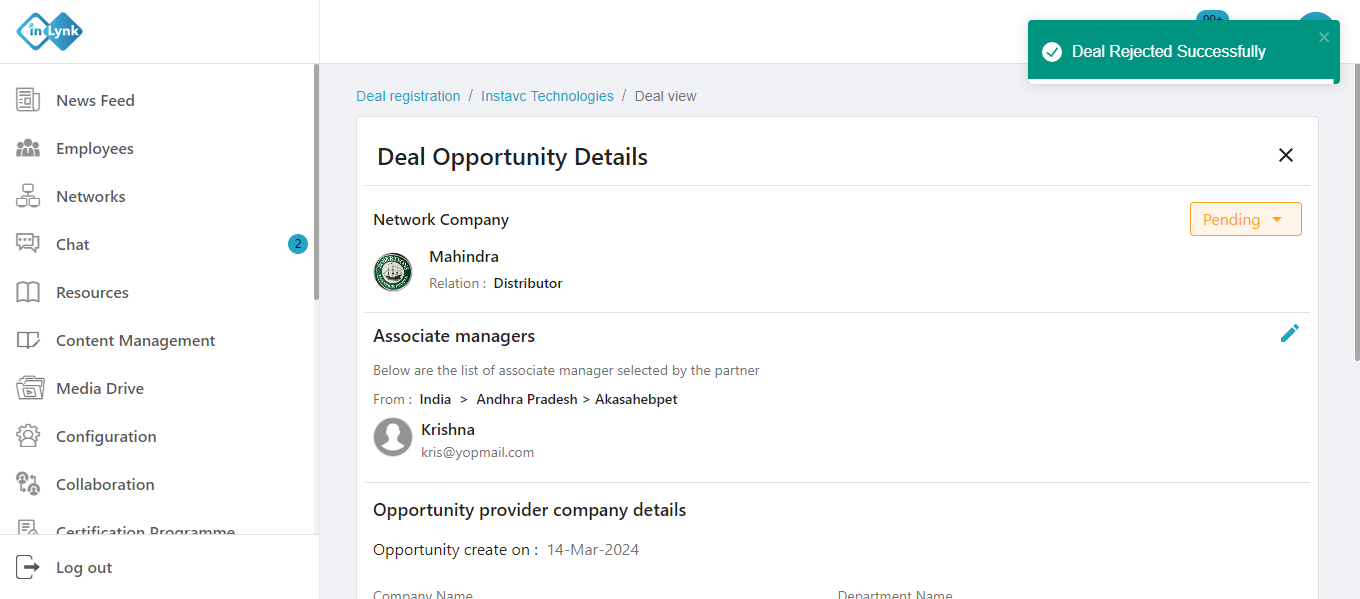 inLynk
99+
Deal Rejected Successfully
News Feed
Employees
Networks
Chat
2
Resources
Content Management
Media Drive
Configuration
Collaboration
Certification Programme
Log out
Deal registration / Instavc Technologies / Deal view
Deal Opportunity Details
Network Company
Pending
Mahindra
Relation : Distributor
Associate managers
Below are the list of associate manager selected by the partner
From : India > Andhra Pradesh > Akasahebpet
Krishna
kris@yopmail.com
Opportunity provider company details
Opportunity create on : 14-Mar-2024
Company Name
Department Name